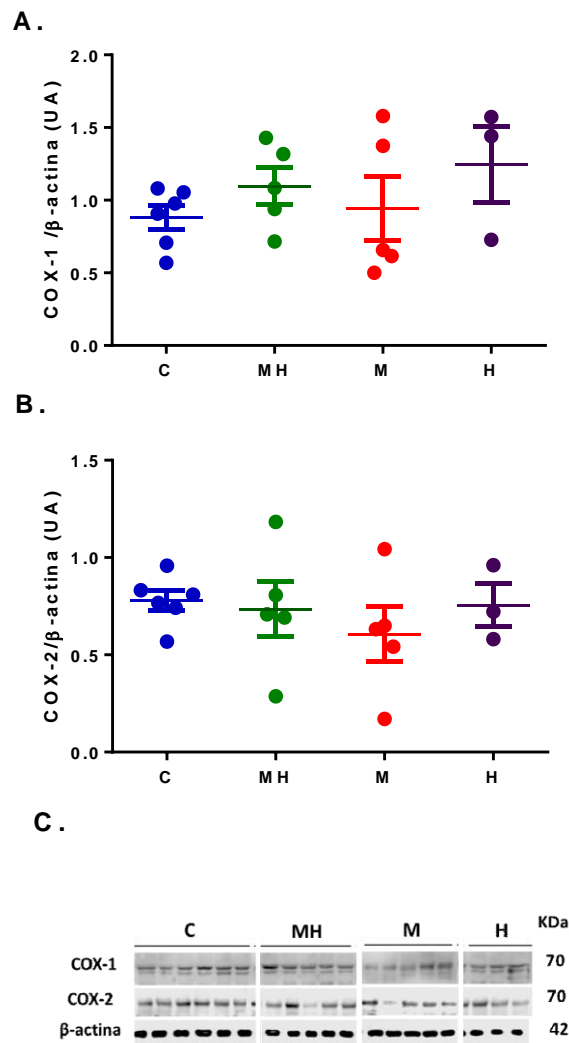 A.
COX-1 /β-actina (UA)
2.0
1.5
1.0
0.5
0.0
C MH M H
B.
COX-2/β-actina (UA)
1.5
1.0
0.5
0.0
C MH M H
C.
C MH M H KDa
COX-1 70
COX-2 70
β-actina 42